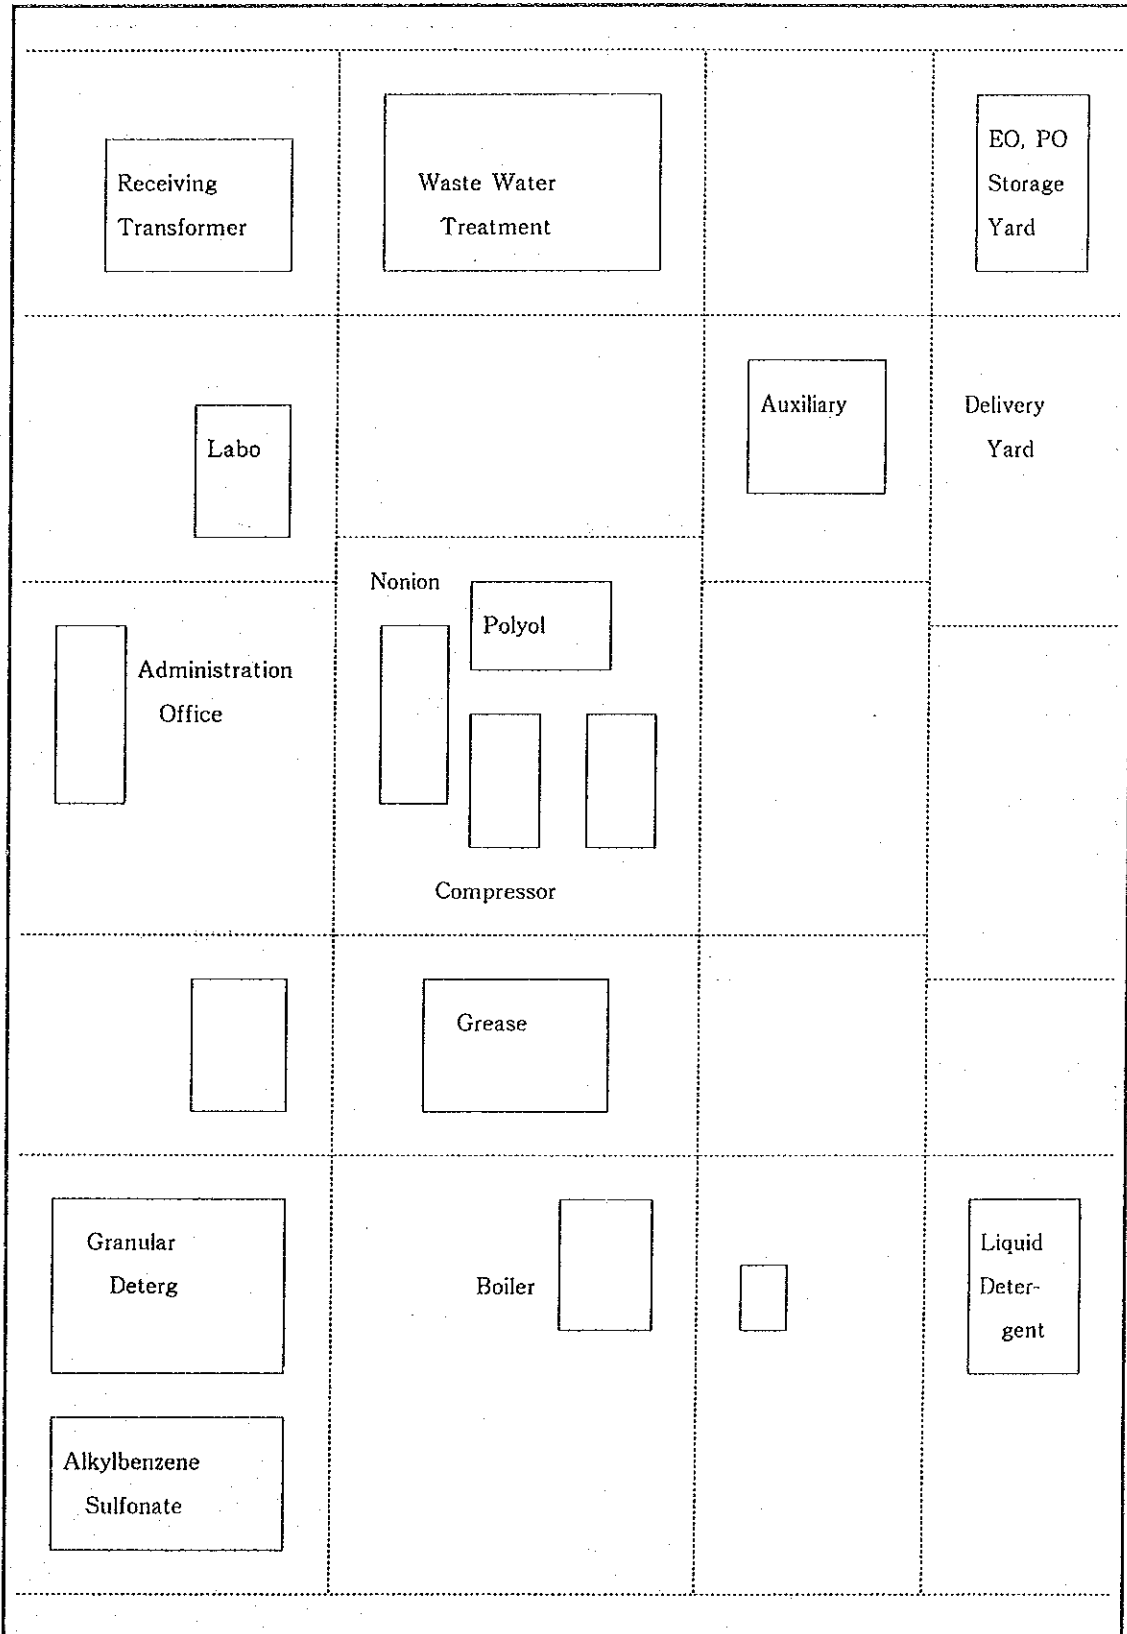 Receiving
Transformer
Waste Water
Treatment
EO, PO
Storage
Yard
Labo
Auxiliary
Delivery
Yard
Nonion
Polyol
Administration
Office
Compressor
Grease
Granular
Deterg
Boiler
Liquid
Deter-
gent
Alkylbenzene
Sulfonate